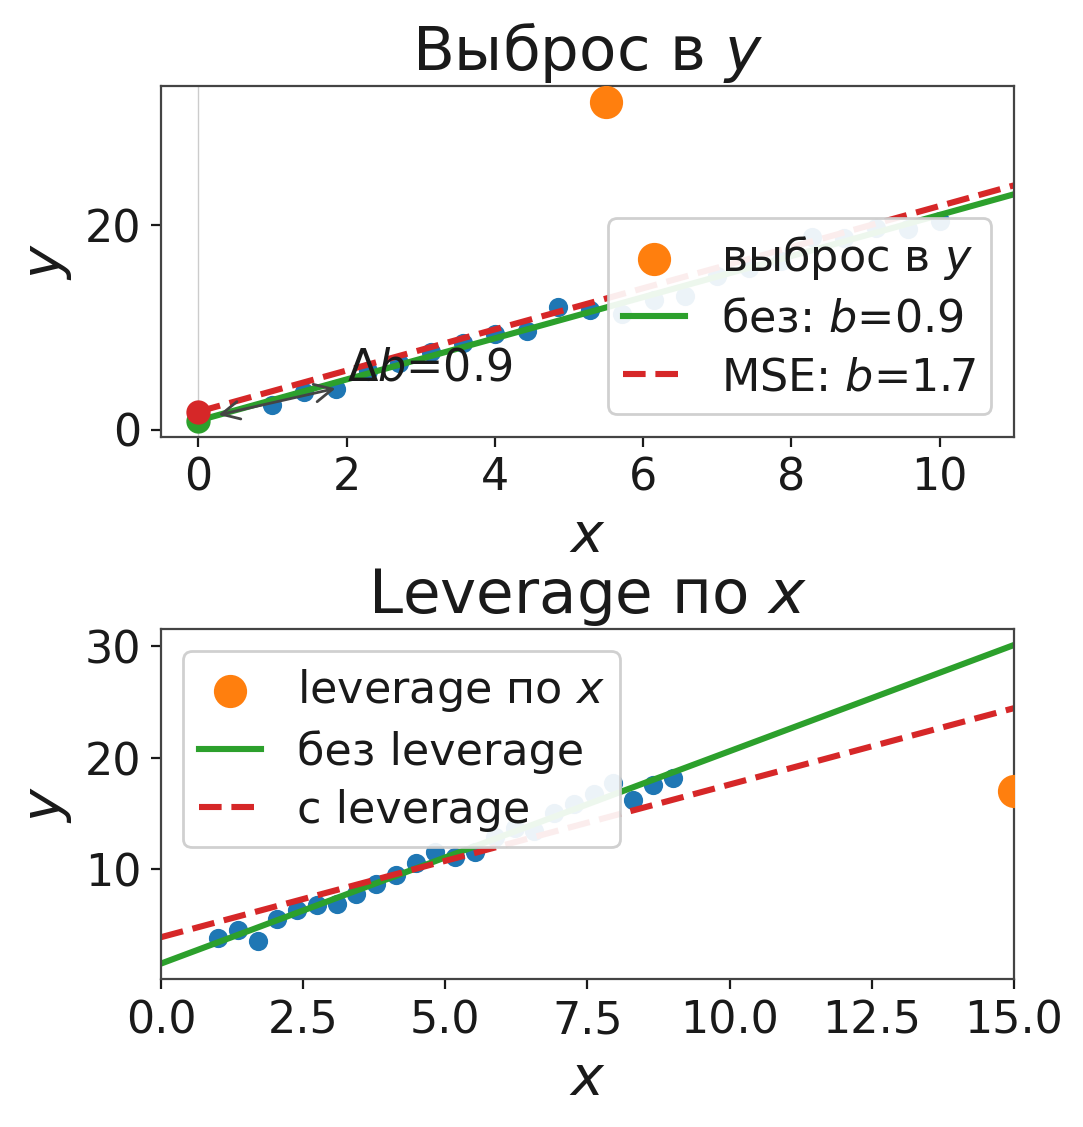 Выброс в y
20
0
y
Δb=0.9
выброс в y
без: b=0.9
MSE: b=1.7
0 2 4 6 8 10
x
Leverage по x
30
20
10
y
leverage по x
без leverage
с leverage
0.0 2.5 5.0 7.5 10.0 12.5 15.0
x